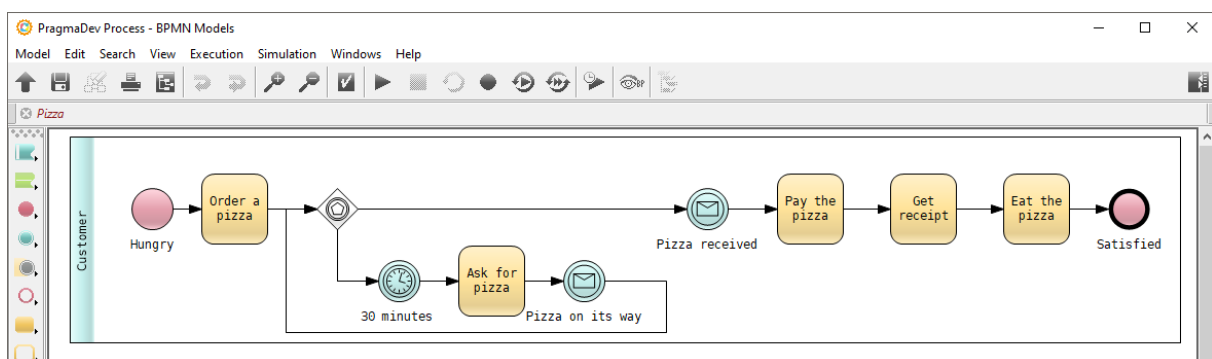 PragmaDev Process - BPMN Models
Model Edit Search View Execution Simulation Windows Help
BP
Pizza
Customer
Hungry
Order a
pizza
Pizza received
Pay the
pizza
Get
receipt
Eat the
pizza
Satisfied
30 minutes
Ask for
pizza
Pizza on its way